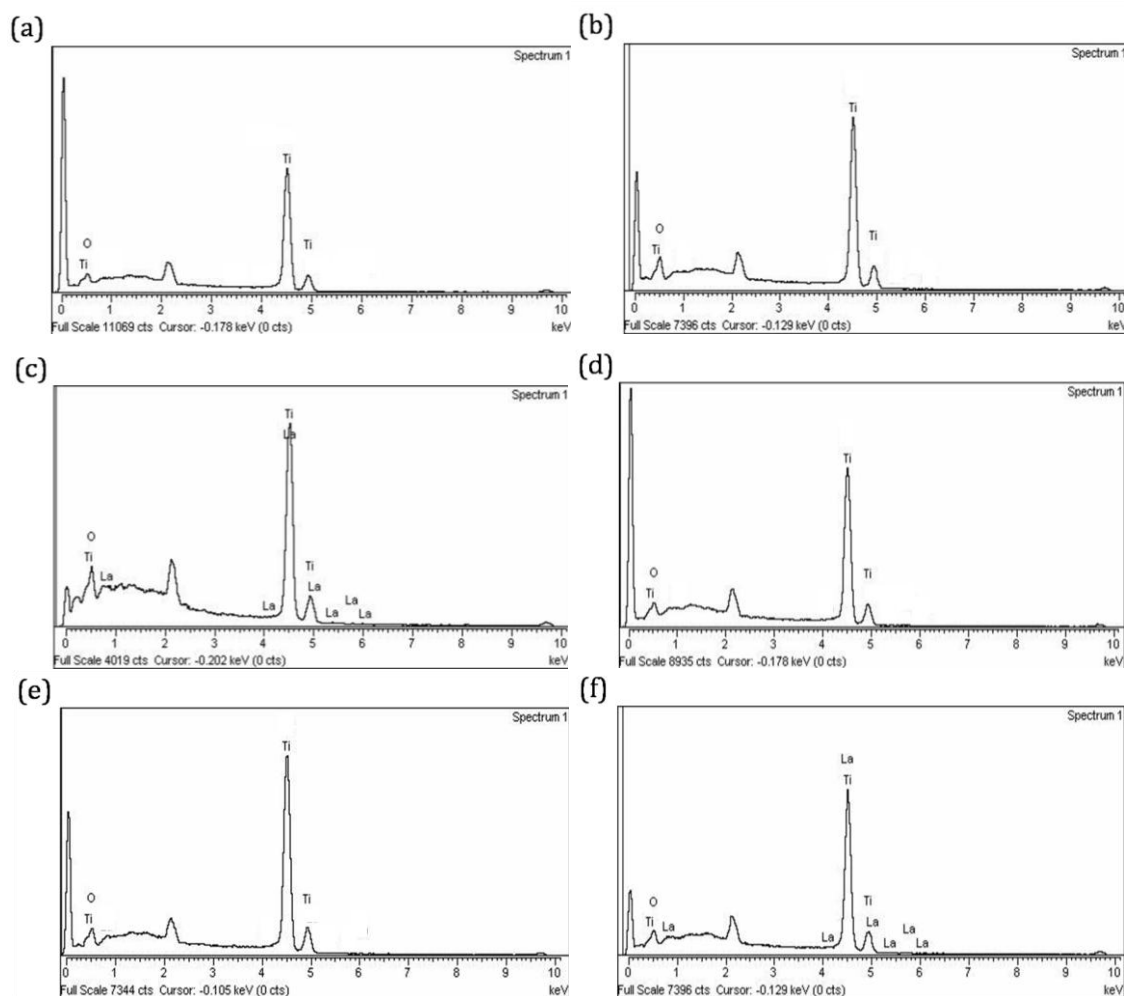 (a)
Spectrum 1
Ti
O
Ti
Ti
0 1 2 3 4 5 6 7 8 9 10
Full Scale 11069 cts Cursor: -0.178 keV (0 cts)
keV
(b)
Spectrum 1
Ti
O
Ti
Ti
0 1 2 3 4 5 6 7 8 9 10
Full Scale 7396 cts Cursor: -0.129 keV (0 cts)
keV
(c)
Spectrum 1
Ti
La
O
Ti
Ti
La
La
La
La
La
La
0 1 2 3 4 5 6 7 8 9 10
Full Scale 4019 cts Cursor: -0.202 keV (0 cts)
keV
(d)
Spectrum 1
Ti
O
Ti
Ti
0 1 2 3 4 5 6 7 8 9 10
Full Scale 8935 cts Cursor: -0.178 keV (0 cts)
keV
(e)
Spectrum 1
Ti
O
Ti
Ti
0 1 2 3 4 5 6 7 8 9 10
Full Scale 7344 cts Cursor: -0.105 keV (0 cts)
keV
(f)
Spectrum 1
La
Ti
O
Ti
Ti
La
La
La
La
La
La
0 1 2 3 4 5 6 7 8 9 10
Full Scale 7396 cts Cursor: -0.129 keV (0 cts)
keV